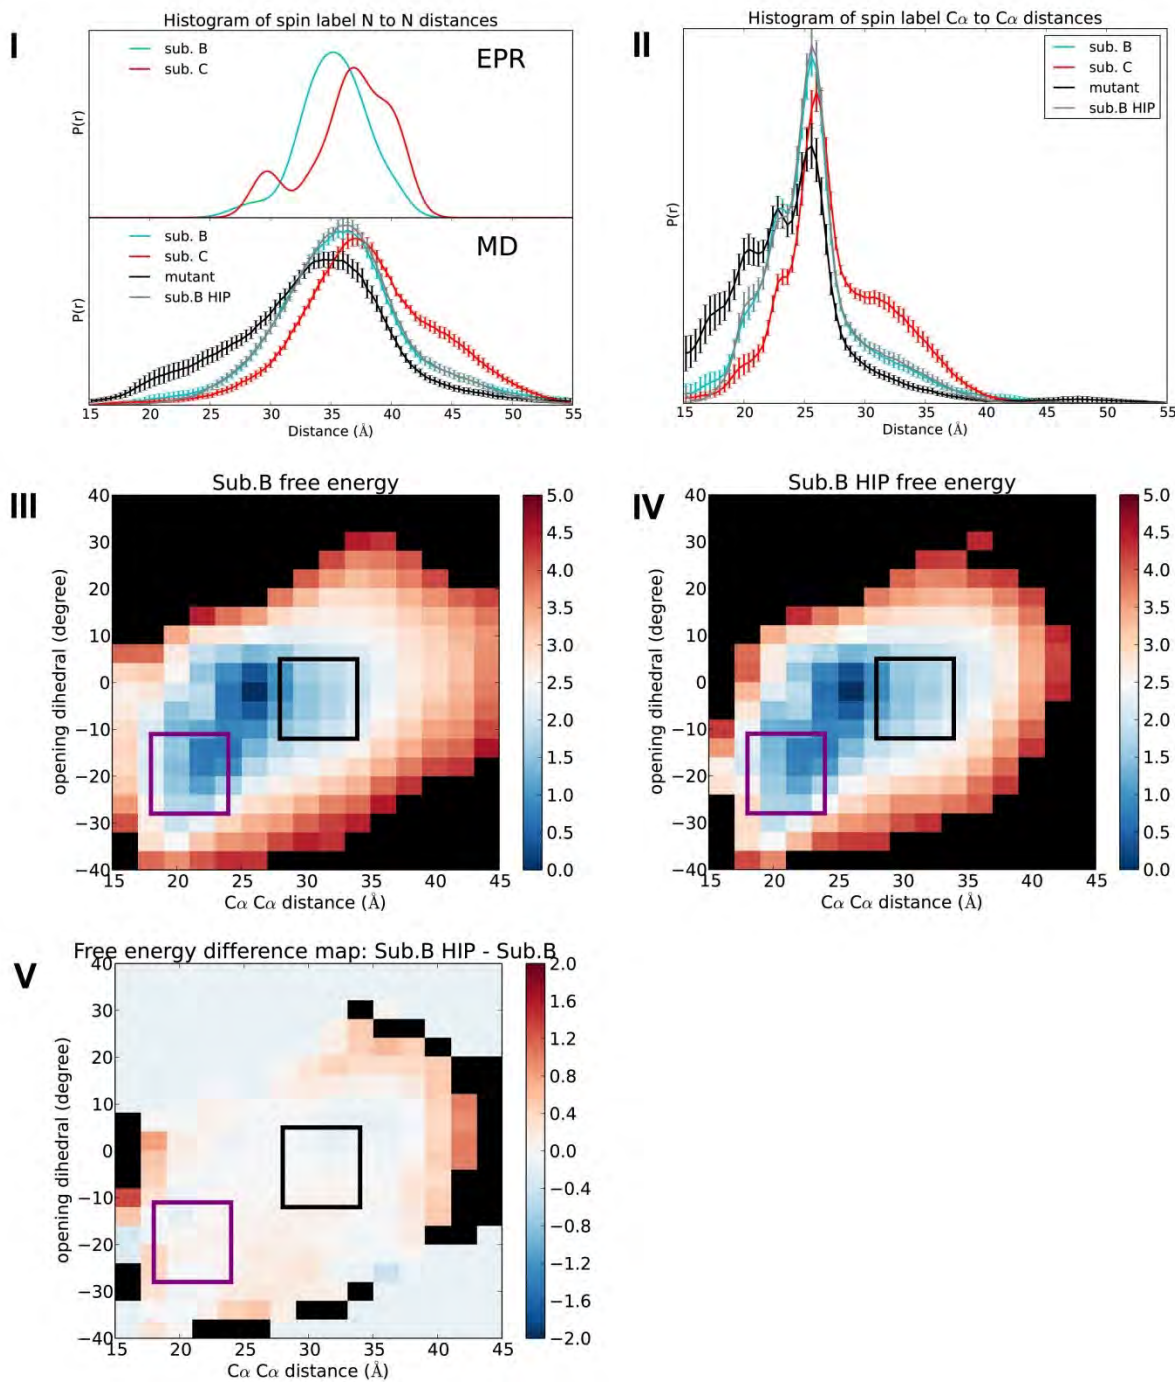 I
Histogram of spin label N to N distances
sub. B
sub. C
EPR
P(r)
sub. B
sub. C
mutant
sub.B HIP
MD
P(r)
15 20 25 30 35 40 45 50 55
Distance (Å)
II
Histogram of spin label Cα to Cα distances
sub. B
sub. C
mutant
sub.B HIP
P(r)
15 20 25 30 35 40 45 50 55
Distance (Å)
III
Sub.B free energy
opening dihedral (degree)
40
30
20
10
0
−10
−20
−30
−40
15 20 25 30 35 40 45
Cα Cα distance (Å)
5.0
4.5
4.0
3.5
3.0
2.5
2.0
1.5
1.0
0.5
0.0
IV
Sub.B HIP free energy
opening dihedral (degree)
40
30
20
10
0
−10
−20
−30
−40
15 20 25 30 35 40 45
Cα Cα distance (Å)
5.0
4.5
4.0
3.5
3.0
2.5
2.0
1.5
1.0
0.5
0.0
V
Free energy difference map: Sub.B HIP - Sub.B
opening dihedral (degree)
40
30
20
10
0
−10
−20
−30
−40
15 20 25 30 35 40 45
Cα Cα distance (Å)
2.0
1.6
1.2
0.8
0.4
0.0
−0.4
−0.8
−1.2
−1.6
−2.0